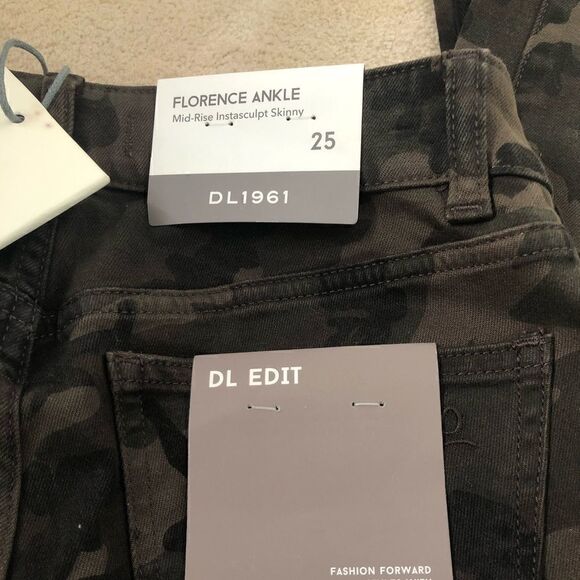 FLORENCE ANKLE
Mid-Rise Instasculpt Skinny
25
DL1961
DL EDIT
FASHION FORWARD